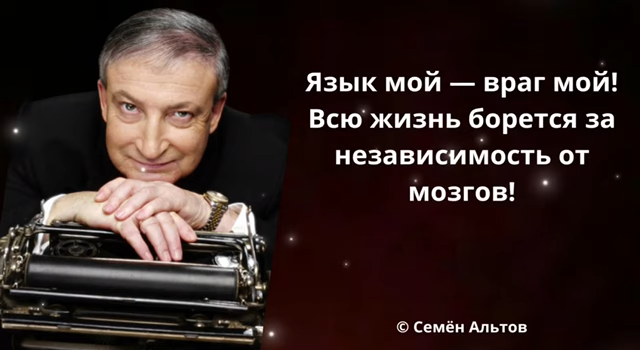 Язык мой — враг мой!
Всю жизнь борется за
независимость от
мозгов!
© Семён Альтов